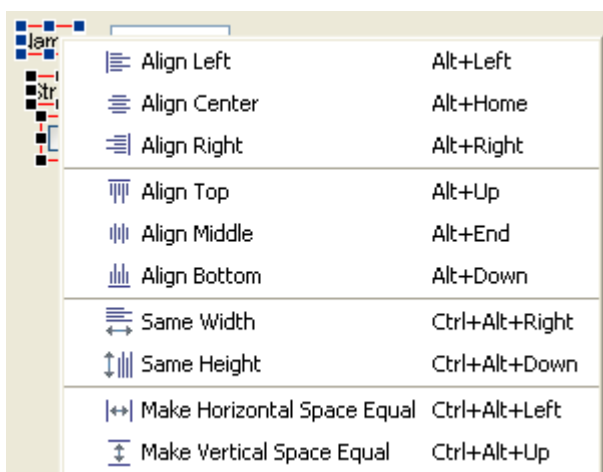 Align Left Alt+Left
Align Center Alt+Home
Align Right Alt+Right
Align Top Alt+Up
Align Middle Alt+End
Align Bottom Alt+Down
Same Width Ctrl+Alt+Right
Same Height Ctrl+Alt+Down
Make Horizontal Space Equal Ctrl+Alt+Left
Make Vertical Space Equal Ctrl+Alt+Up